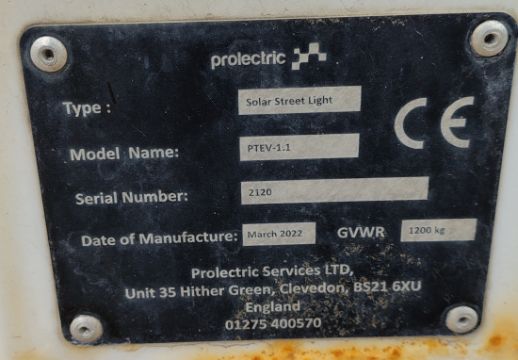 prolectric
Type : Solar Street Light
Model Name: PTEV-1.1
Serial Number: 2120
Date of Manufacture: March 2022 GVWR 1200 kg
CE
Prolectric Services LTD,
Unit 35 Hither Green, Clevedon, BS21 6XU
England
01275 400570